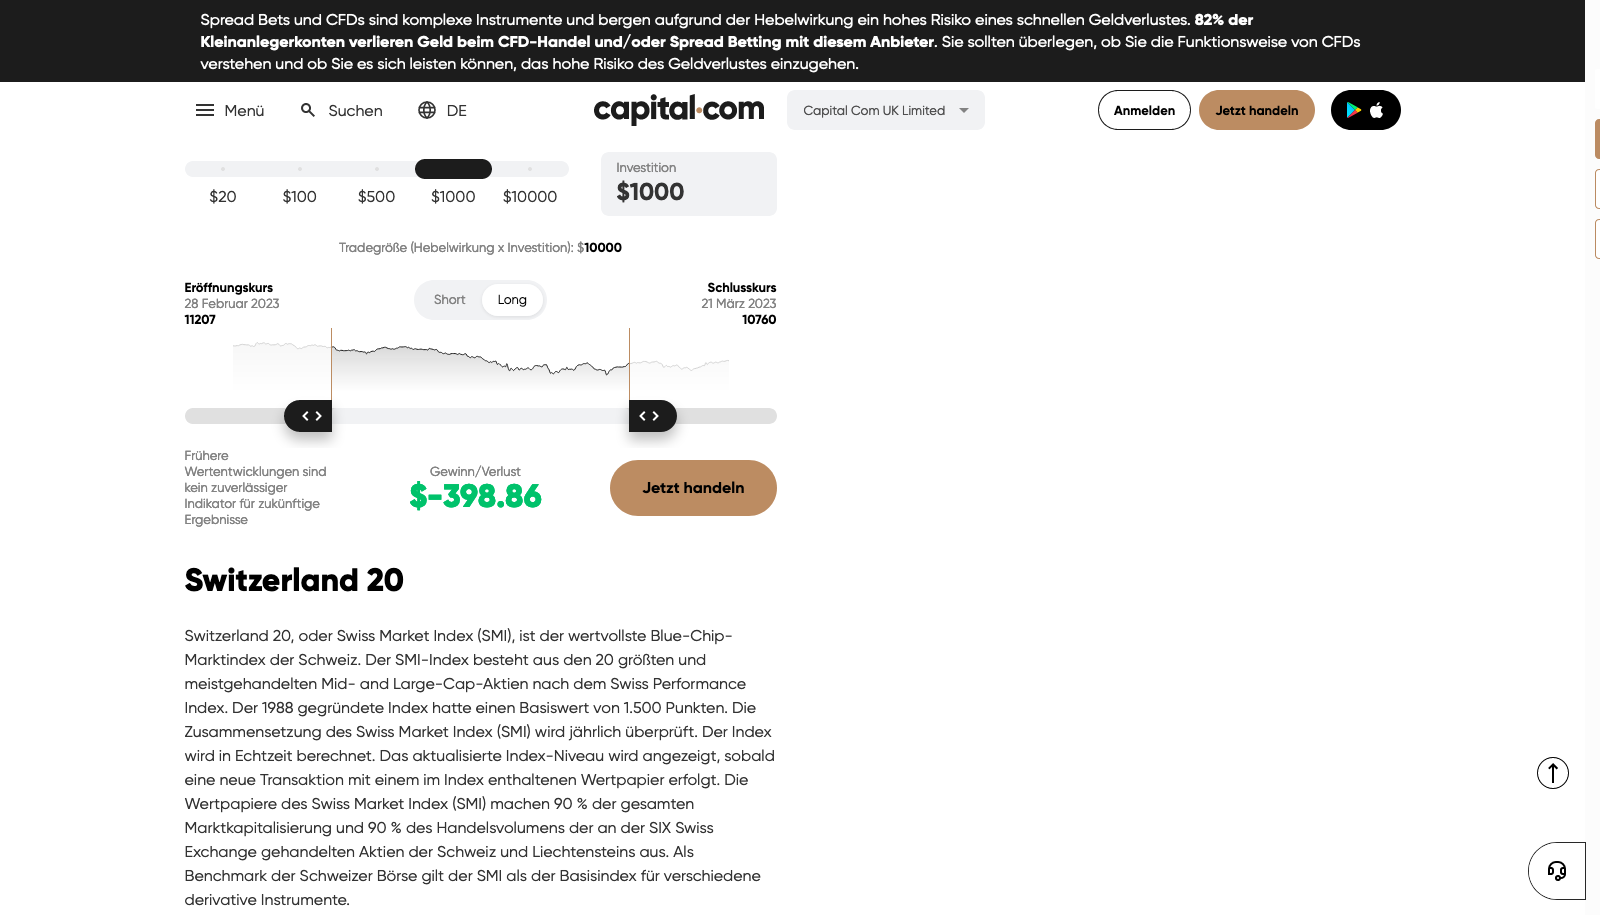 Spread Bets und CFDs sind komplexe Instrumente und bergen aufgrund der Hebelwirkung ein hohes Risiko eines schnellen Geldverlustes. 82% der
Kleinanlegerkonten verlieren Geld beim CFD-Handel und/oder Spread Betting mit diesem Anbieter. Sie sollten überlegen, ob Sie die Funktionsweise von CFDs
verstehen und ob Sie es sich leisten können, das hohe Risiko des Geldverlustes einzugehen.
Menü Suchen DE capital.com Capital Com UK Limited Anmelden Jetzt handeln
$20 $100 $500 $1000 $10000
Investition
$1000
Tradegröße (Hebelwirkung x Investition): $10000
Eröffnungskurs
28 Februar 2023
11207
Short Long
Schlusskurs
21 März 2023
10760
Frühere
Wertentwicklungen sind
kein zuverlässiger
Indikator für zukünftige
Ergebnisse
Gewinn/Verlust
$-398.86
Jetzt handeln
Switzerland 20
Switzerland 20, oder Swiss Market Index (SMI), ist der wertvollste Blue-Chip-
Marktindex der Schweiz. Der SMI-Index besteht aus den 20 größten und
meistgehandelten Mid- and Large-Cap-Aktien nach dem Swiss Performance
Index. Der 1988 gegründete Index hatte einen Basiswert von 1.500 Punkten. Die
Zusammensetzung des Swiss Market Index (SMI) wird jährlich überprüft. Der Index
wird in Echtzeit berechnet. Das aktualisierte Index-Niveau wird angezeigt, sobald
eine neue Transaktion mit einem im Index enthaltenen Wertpapier erfolgt. Die
Wertpapiere des Swiss Market Index (SMI) machen 90 % der gesamten
Marktkapitalisierung und 90 % des Handelsvolumens der an der SIX Swiss
Exchange gehandelten Aktien der Schweiz und Liechtensteins aus. Als
Benchmark der Schweizer Börse gilt der SMI als der Basisindex für verschiedene
derivative Instrumente.